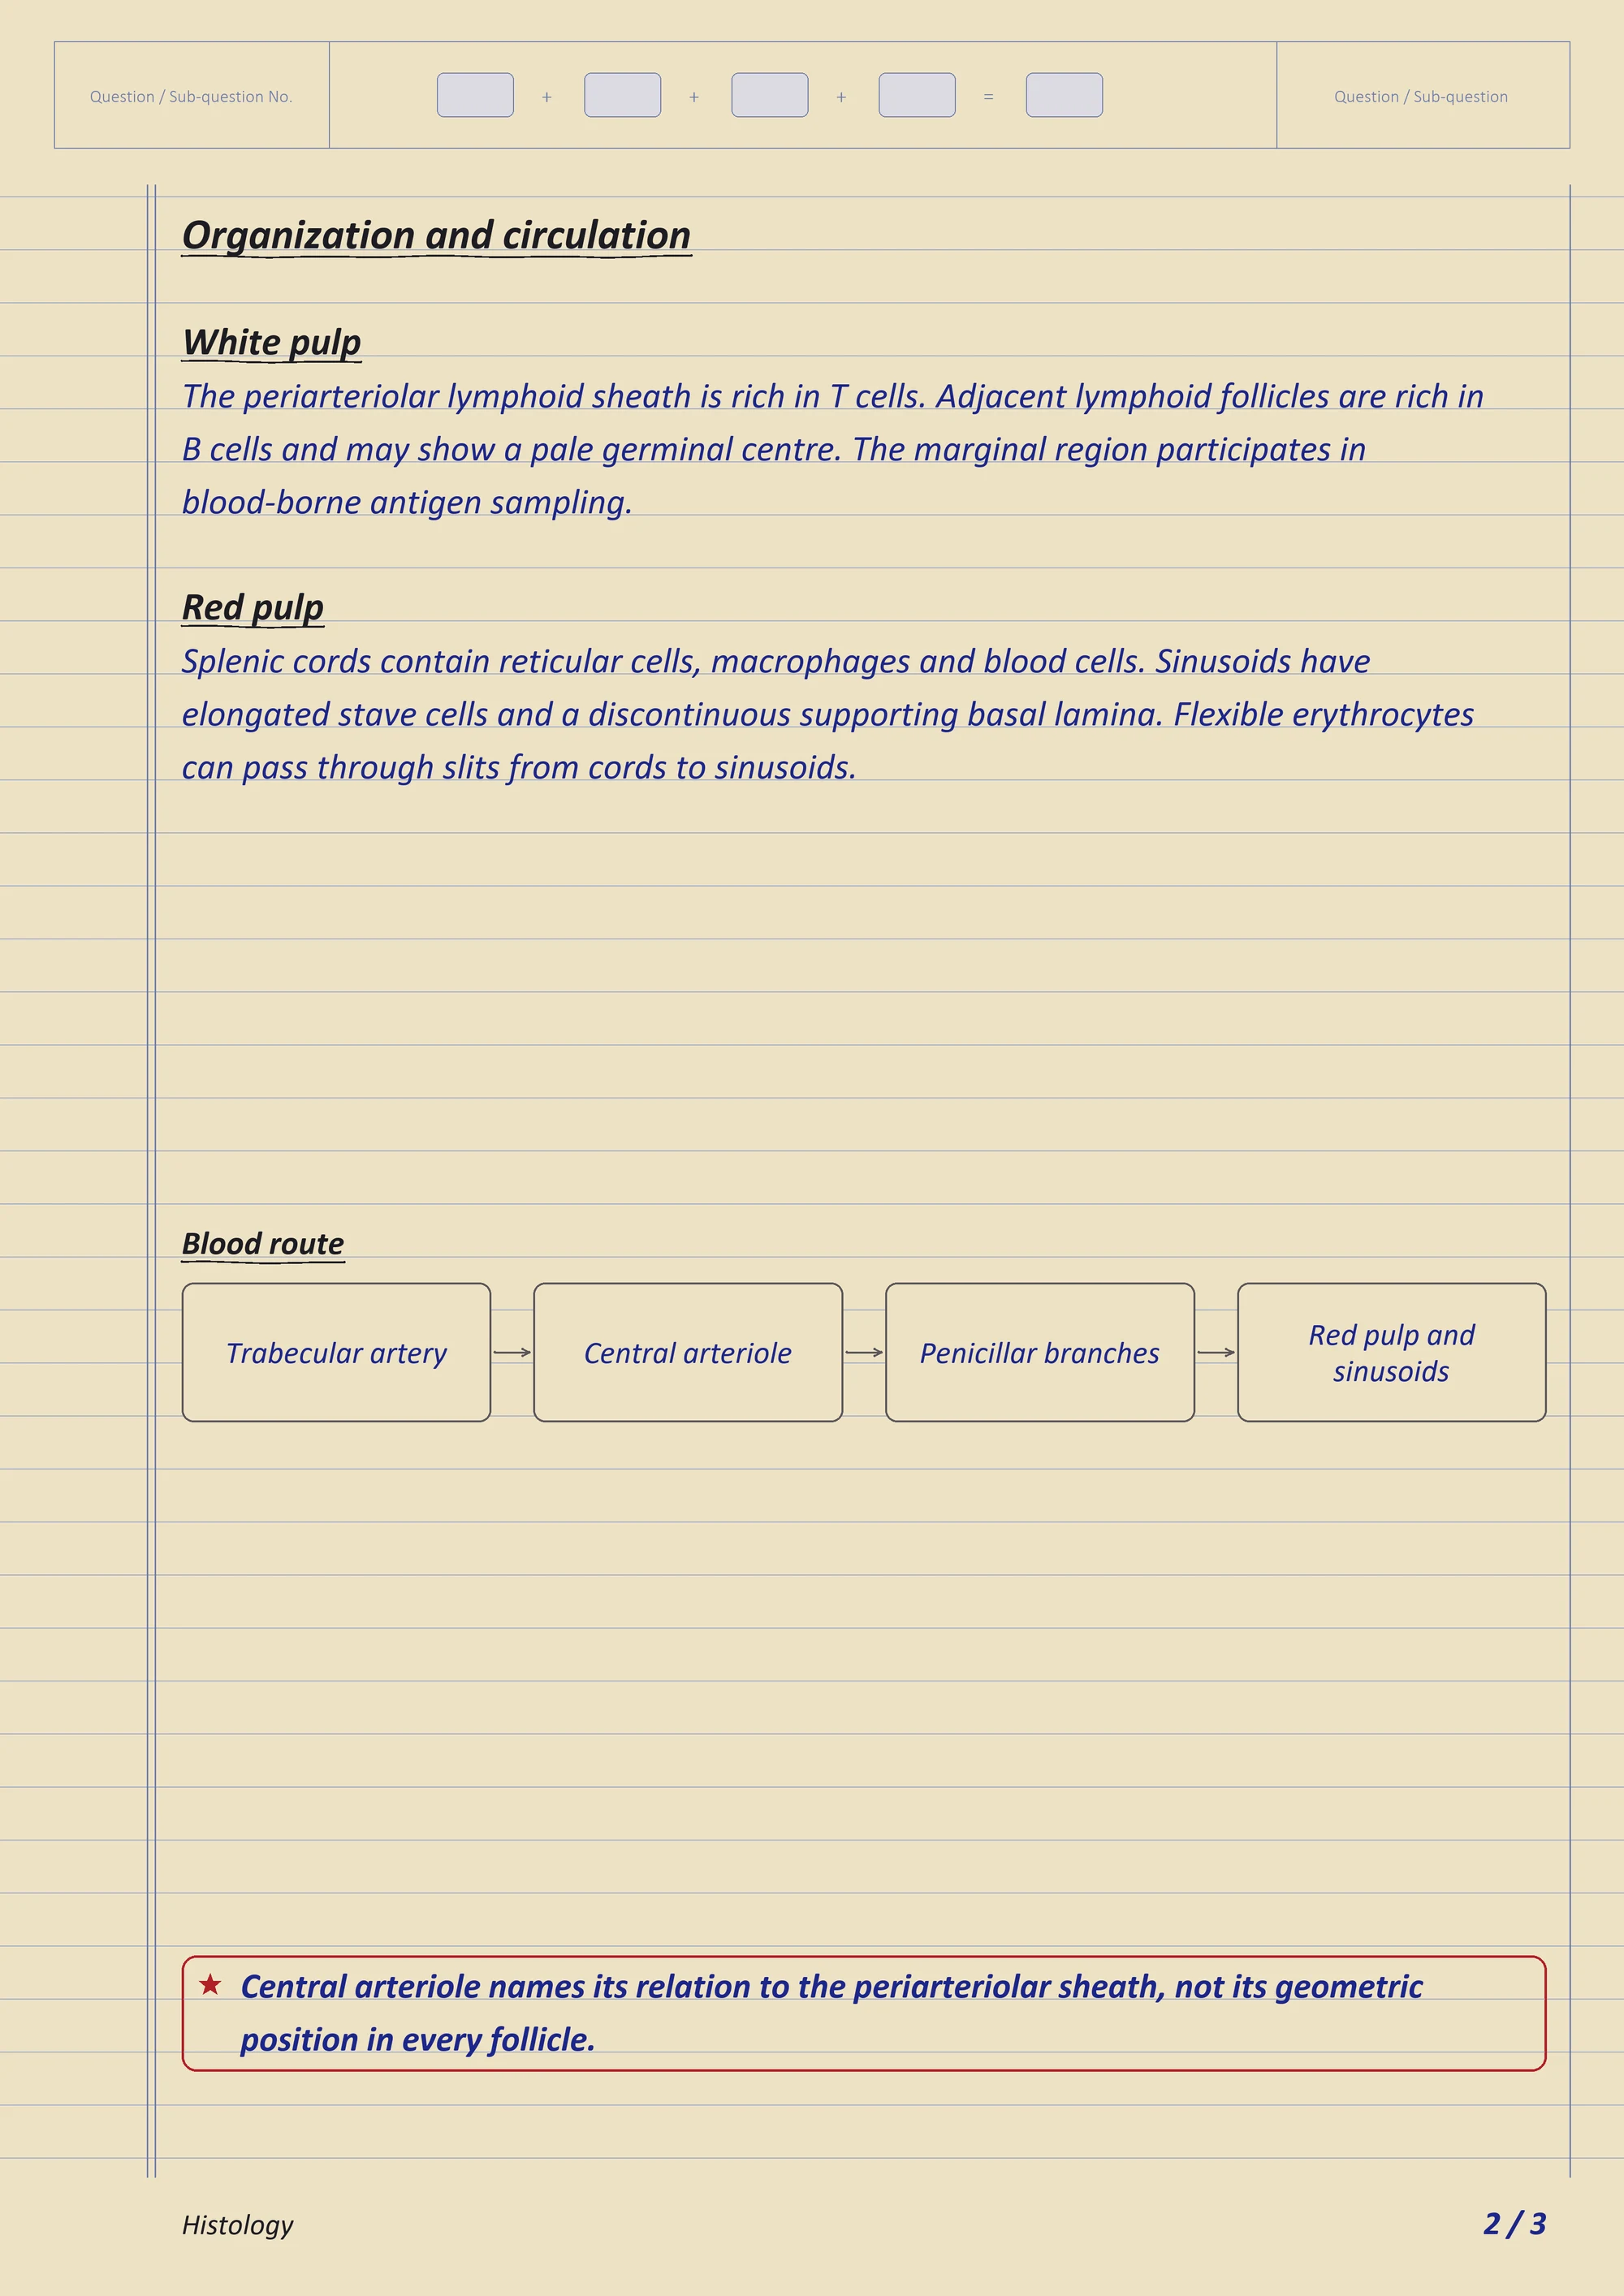 Question / Sub-question No.
+ + + =
Question / Sub-question
Organization and circulation
White pulp
The periarteriolar lymphoid sheath is rich in T cells. Adjacent lymphoid follicles are rich in
B cells and may show a pale germinal centre. The marginal region participates in
blood-borne antigen sampling.
Red pulp
Splenic cords contain reticular cells, macrophages and blood cells. Sinusoids have
elongated stave cells and a discontinuous supporting basal lamina. Flexible erythrocytes
can pass through slits from cords to sinusoids.
Blood route
Trabecular artery
Central arteriole
Penicillar branches
Red pulp and
sinusoids
★ Central arteriole names its relation to the periarteriolar sheath, not its geometric
position in every follicle.
Histology
2 / 3